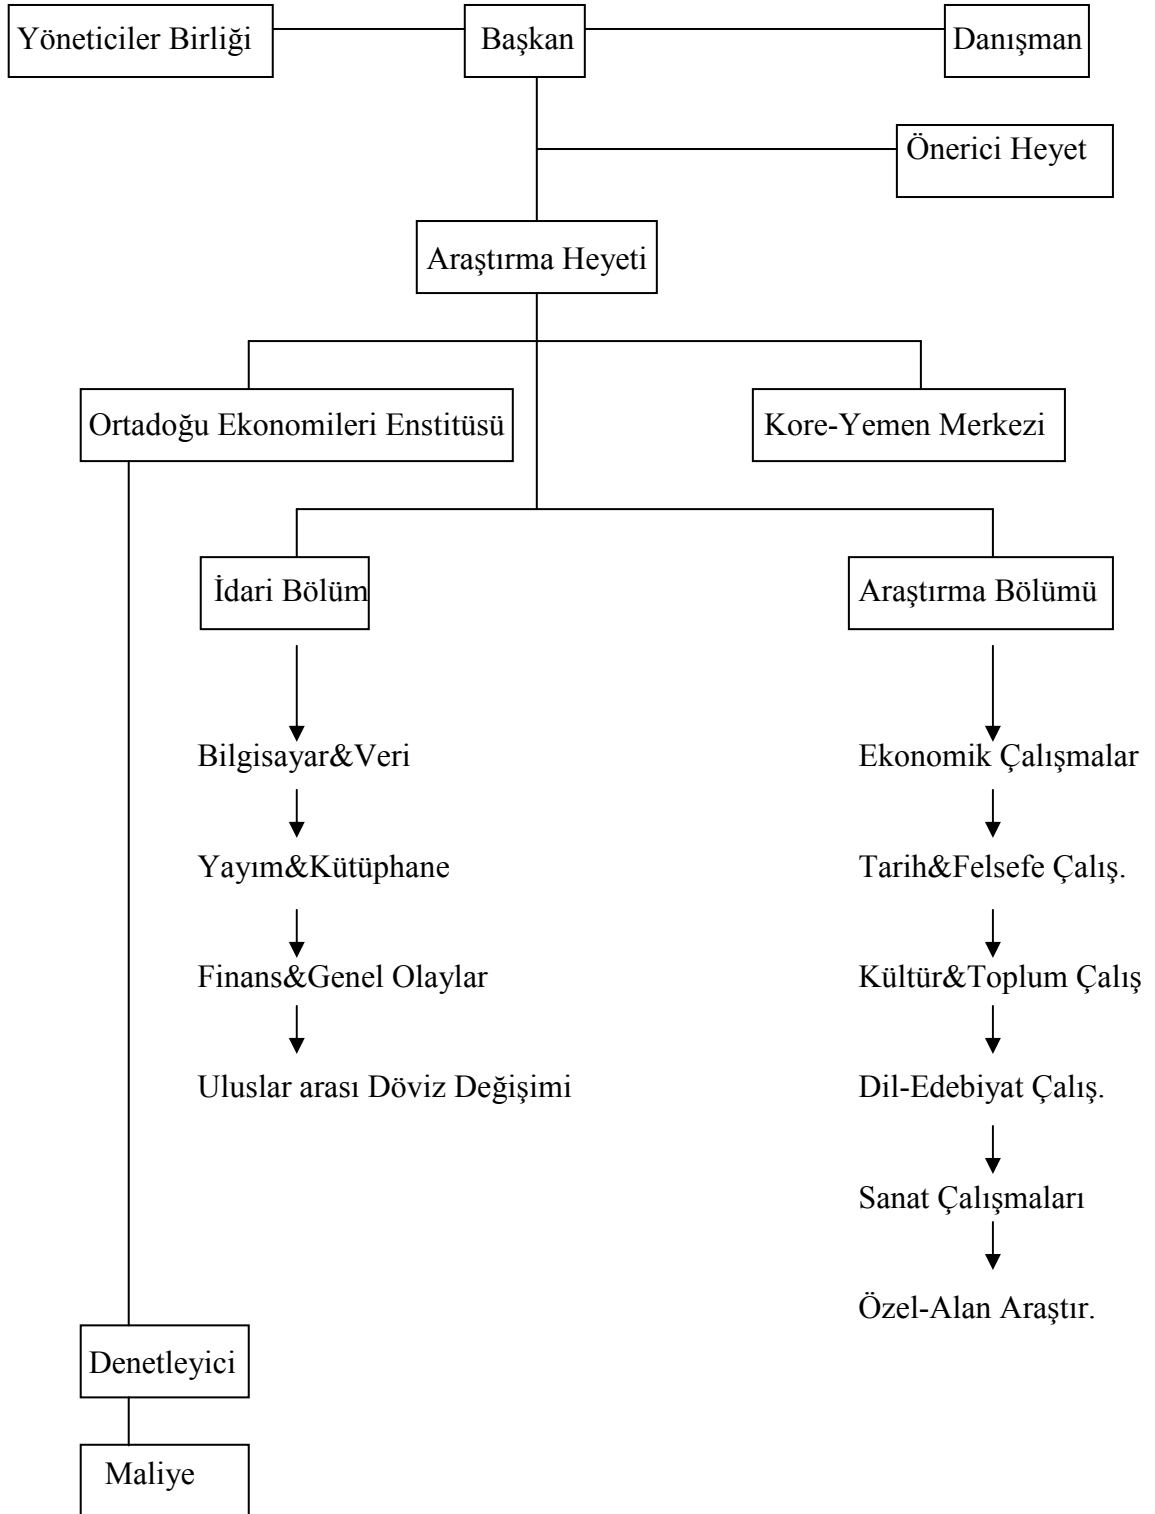 Yöneticiler Birliği
Başkan
Danışman
Önerici Heyet
Araştırma Heyeti
Ortadoğu Ekonomileri Enstitüsü
Kore-Yemen Merkezi
İdari Bölüm
Araştırma Bölümü
Bilgisayar&Veri
Ekonomik Çalışmalar
Yayım&Kütüphane
Tarih&Felsefe Çalış.
Finans&Genel Olaylar
Kültür&Toplum Çalış
Uluslar arası Döviz Değişimi
Dil-Edebiyat Çalış.
Sanat Çalışmaları
Özel-Alan Araştır.
Denetleyici
Maliye